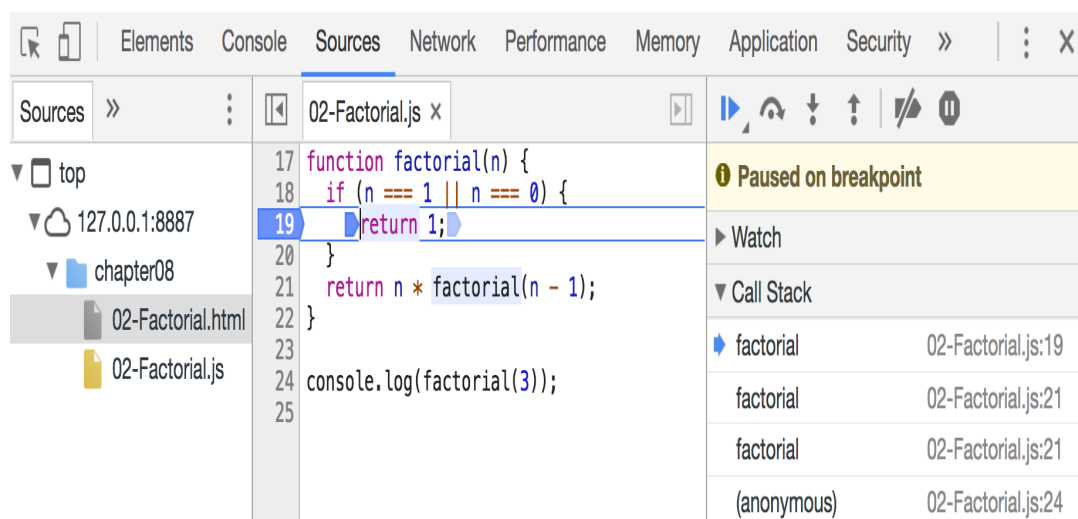 Elements Console Sources Network Performance Memory Application Security »
Sources »
02-Factorial.js ×
top
127.0.0.1:8887
chapter08
02-Factorial.html
02-Factorial.js
17 function factorial(n) {
18 if (n === 1 || n === 0) {
19 return 1;
20 }
21 return n * factorial(n - 1);
22 }
23
24 console.log(factorial(3));
25
Paused on breakpoint
Watch
Call Stack
factorial 02-Factorial.js:19
factorial 02-Factorial.js:21
factorial 02-Factorial.js:21
(anonymous) 02-Factorial.js:24